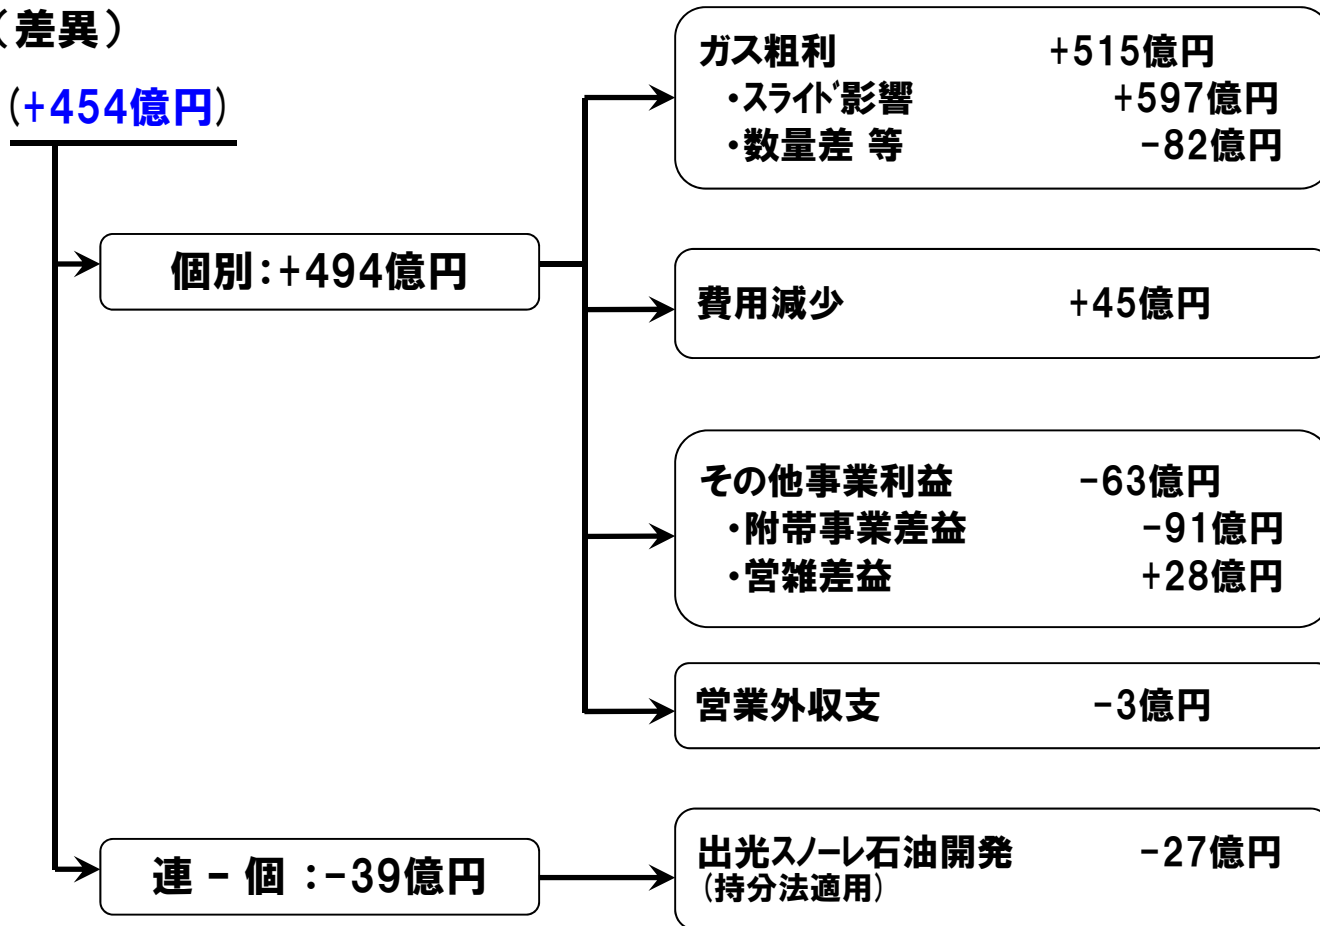 （差異）
(+454億円)
個別：+494億円
ガス粗利 +515億円
・スライド影響 +597億円
・数量差 等 -82億円
費用減少 +45億円
その他事業利益 -63億円
・附帯事業差益 -91億円
・営雑差益 +28億円
営業外収支 -3億円
連 - 個 ：-39億円
出光スノーレ石油開発 -27億円
(持分法適用)